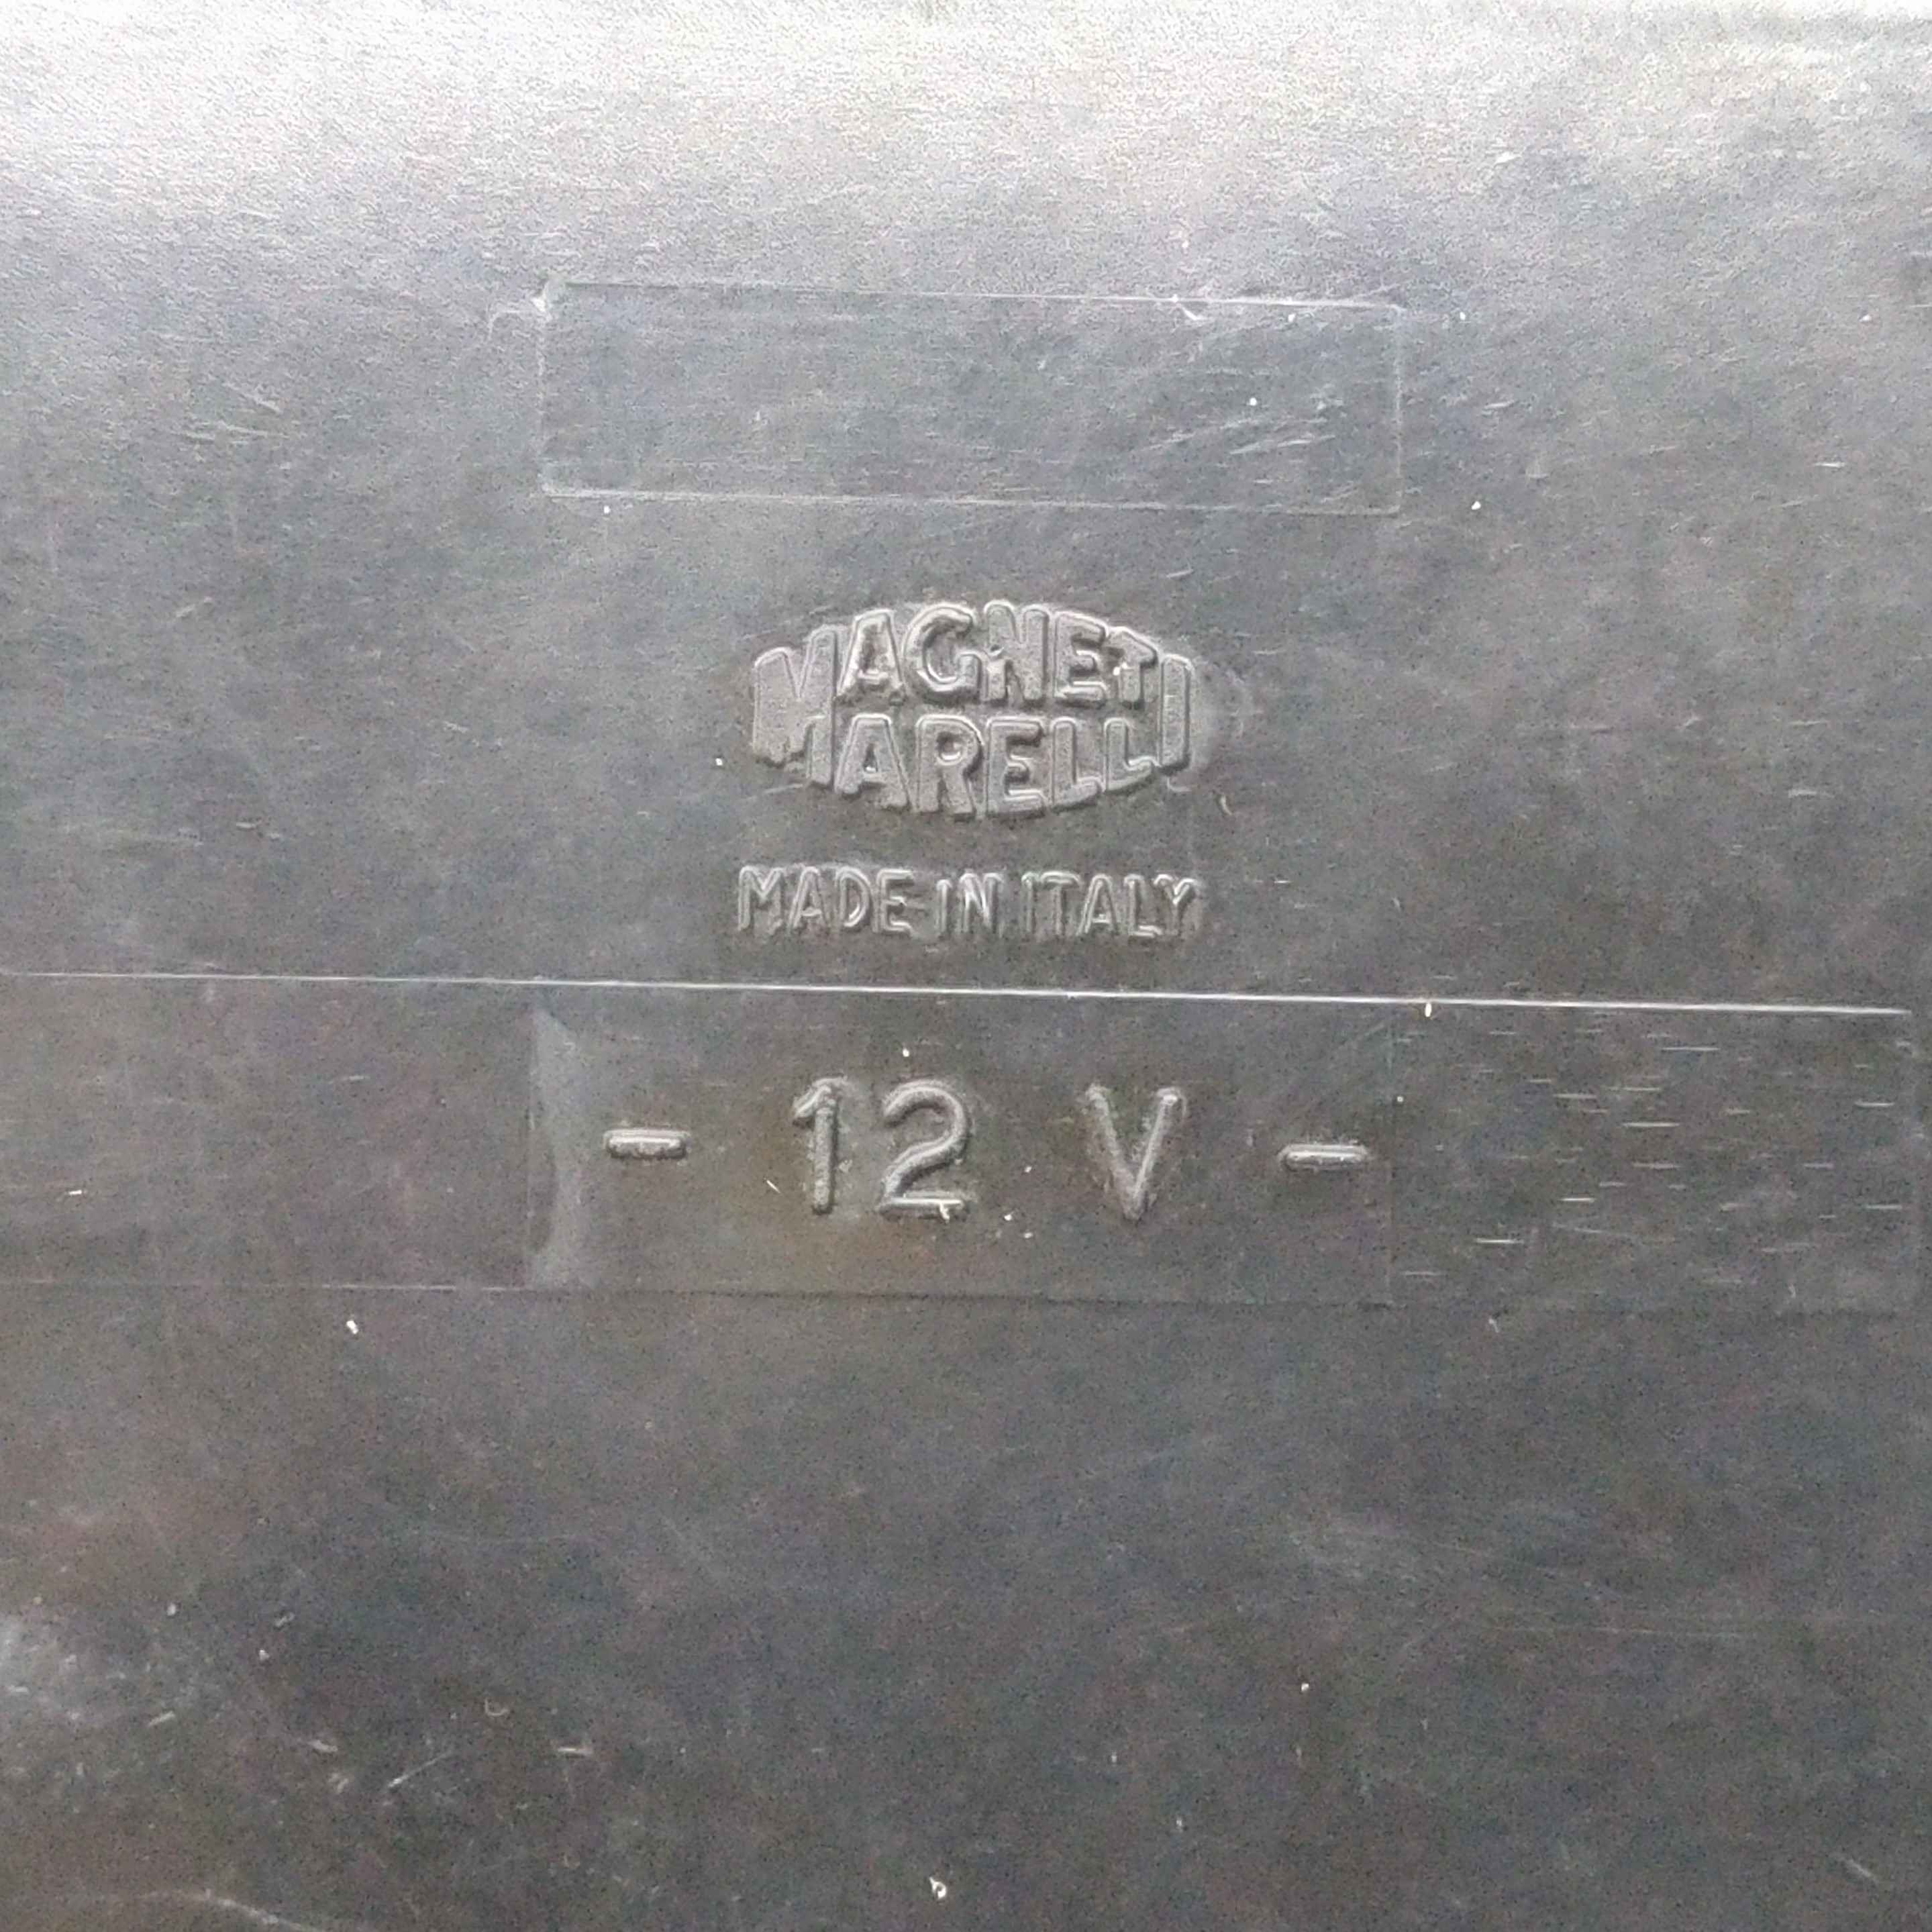 MAGNETI
MARELLI
MADE IN ITALY
- 12 V -